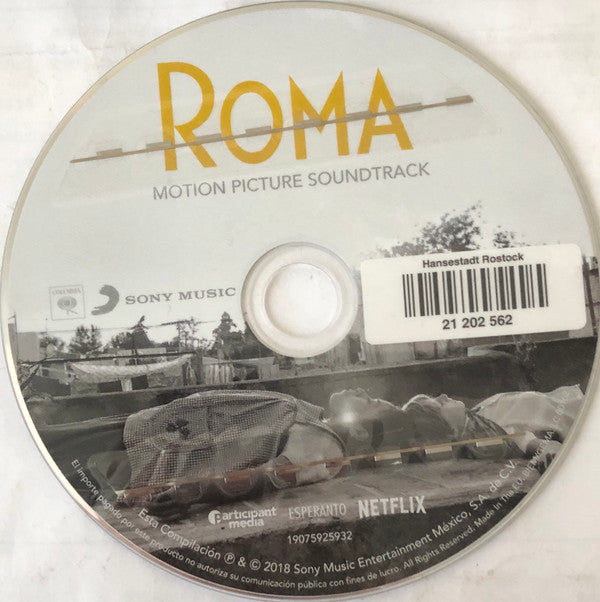 ROMA
MOTION PICTURE SOUNDTRACK
COLUMBIA
SONY MUSIC
Hansestadt Rostock
21 202 562
Participant
media
ESPERANTO
NETFLIX
19075925932
Esta Compilación ℗ & © 2018 Sony Music Entertainment México, S.A. de C.V.
El importe pagado por este producto no autoriza su comunicación pública con fines de lucro. All Rights Reserved. Made in the EU.